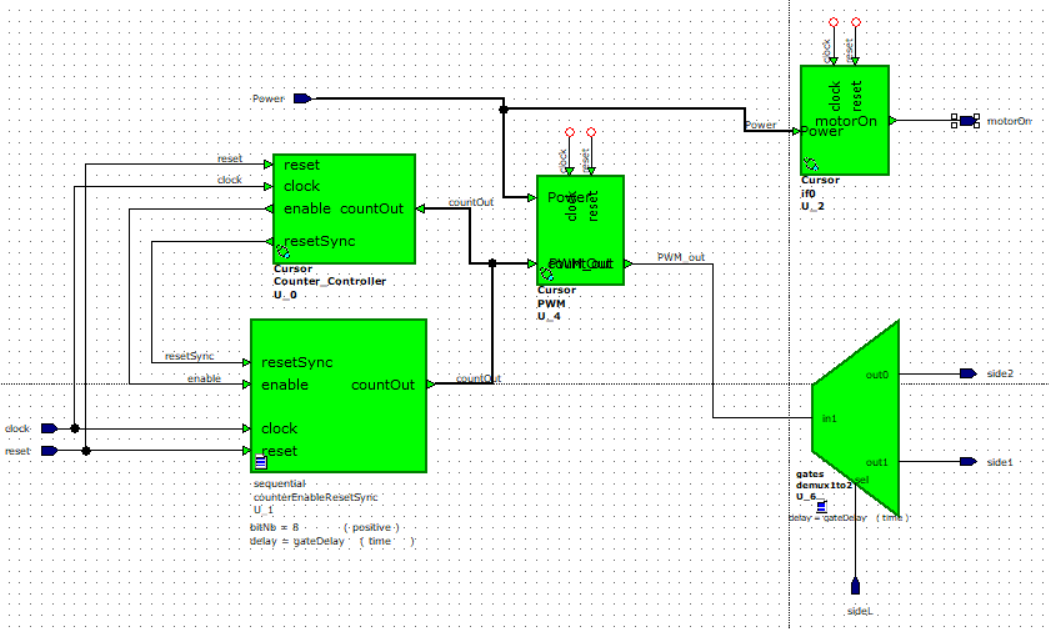 clock
reset
clock
reset
motorOn
Power
motorOn
Power
Cursor
if0
U_2
Power
clock
reset
Power
clock
reset
PWM_out
PWM_out
Cursor
PWM
U_4
reset
clock
reset
clock
enable
countOut
resetSync
countOut
Cursor
Counter_Controller
U_0
resetSync
enable
resetSync
enable
countOut
countOut
clock
reset
clock
reset
sequential
counterEnableResetSync
U_1
bitNb = 8 ( positive )
delay = gateDelay ( time )
out0
side2
in1
out1
side1
sel
gates
demux1to2
U_6
delay = gateDelay ( time )
sideL